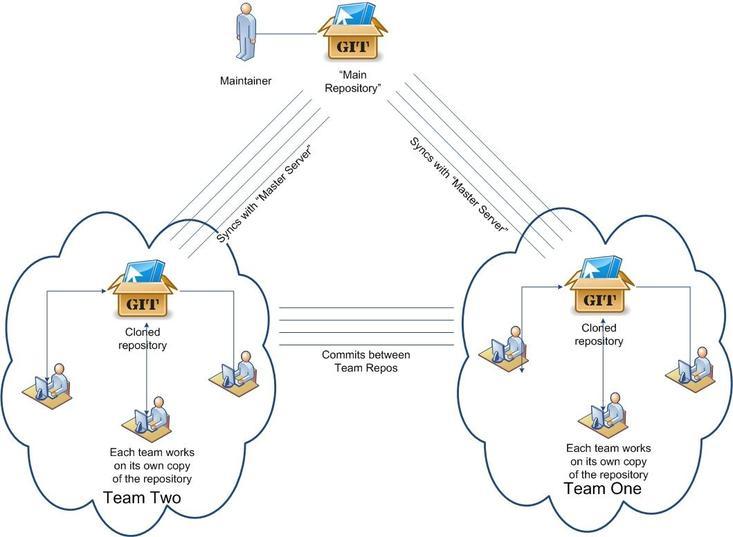 GIT
Maintainer
"Main
Repository"
Syncs with "Master Server"
Syncs with "Master Server"
GIT
Cloned
repository
GIT
Cloned
repository
Commits between
Team Repos
Each team works
on its own copy
of the repository
Team Two
Each team works
on its own copy
of the repository
Team One